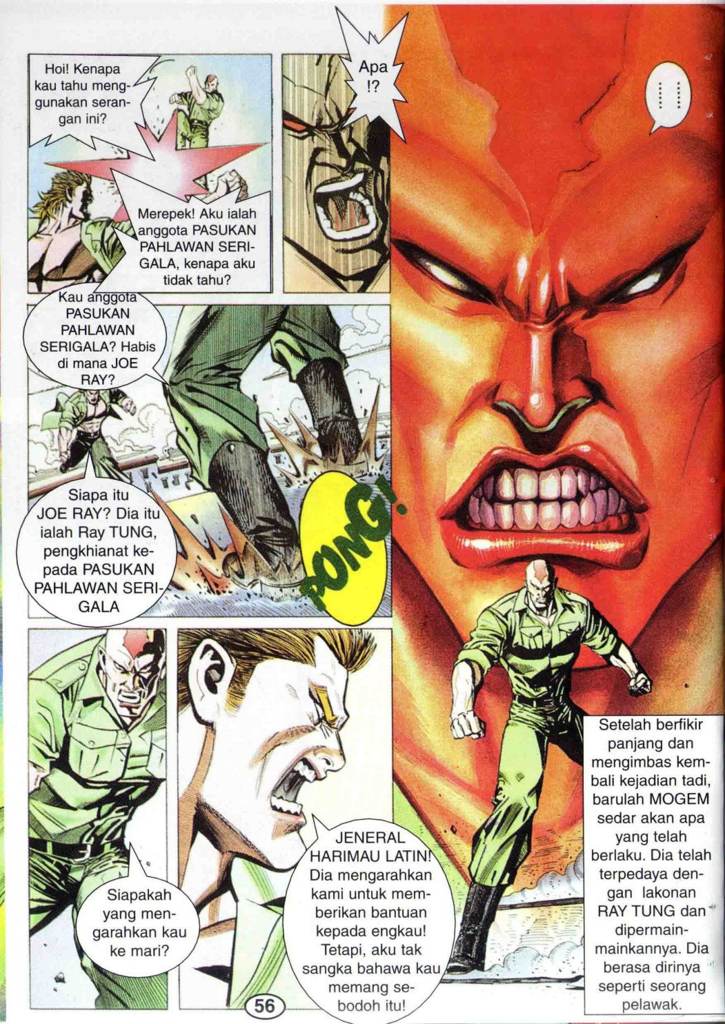 Hoi! Kenapa
kau tahu meng-
gunakan seran-
gan ini?
Merepek! Aku ialah
anggota PASUKAN
PAHLAWAN SERI-
GALA, kenapa aku
tidak tahu?
Apa
!?
........
Kau anggota
PASUKAN
PAHLAWAN
SERIGALA? Habis
di mana JOE
RAY?
Siapa itu
JOE RAY? Dia itu
ialah Ray TUNG,
pengkhianat ke-
pada PASUKAN
PAHLAWAN SERI-
GALA
PONG!
Siapakah
yang men-
garahkan kau
ke mari?
JENERAL
HARIMAU LATIN!
Dia mengarahkan
kami untuk mem-
berikan bantuan
kepada engkau!
Tetapi, aku tak
sangka bahawa kau
memang se-
bodoh itu!
Setelah berfikir
panjang dan
mengimbas kem-
bali kejadian tadi,
barulah MOGEM
sedar akan apa
yang telah
berlaku. Dia telah
terpedaya den-
gan lakonan
RAY TUNG dan
dipermain-
mainkannya. Dia
berasa dirinya
seperti seorang
pelawak.
56